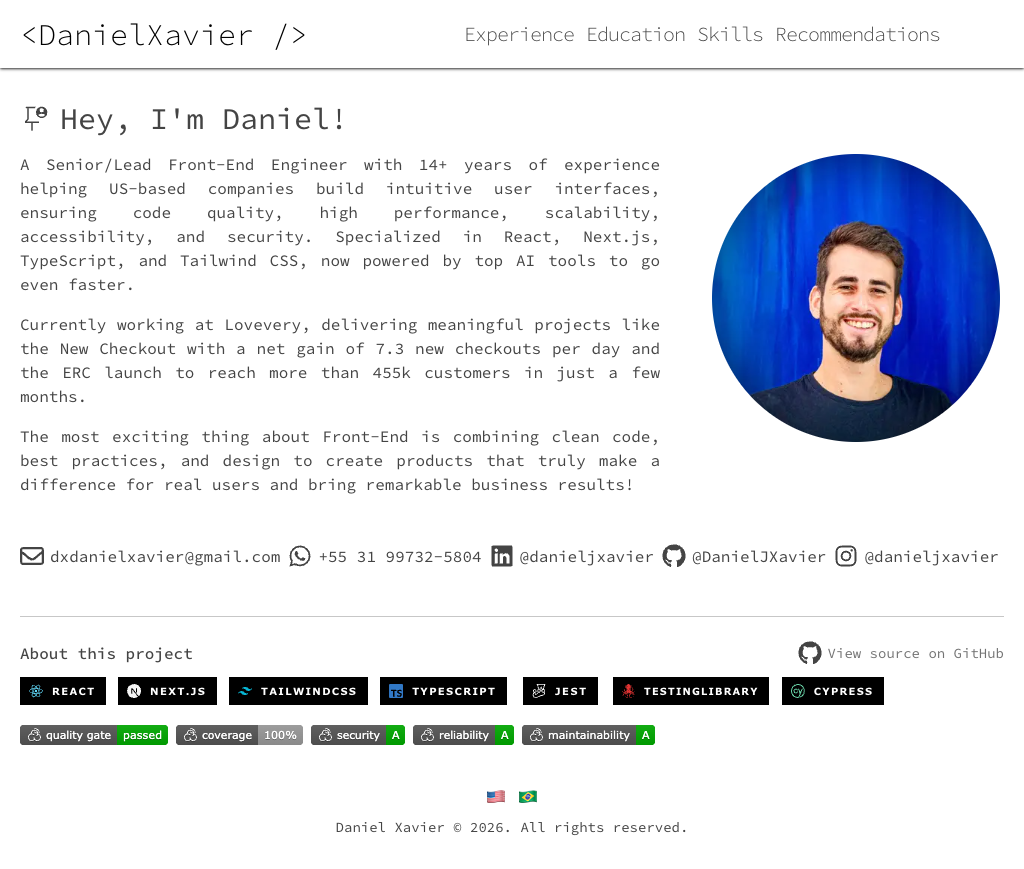 <DanielXavier />
Experience Education Skills Recommendations
Hey, I'm Daniel!
A Senior/Lead Front-End Engineer with 14+ years of experience
helping US-based companies build intuitive user interfaces,
ensuring code quality, high performance, scalability,
accessibility, and security. Specialized in React, Next.js,
TypeScript, and Tailwind CSS, now powered by top AI tools to go
even faster.
Currently working at Lovevery, delivering meaningful projects like
the New Checkout with a net gain of 7.3 new checkouts per day and
the ERC launch to reach more than 455k customers in just a few
months.
The most exciting thing about Front-End is combining clean code,
best practices, and design to create products that truly make a
difference for real users and bring remarkable business results!
dxdanielxavier@gmail.com +55 31 99732-5804 @danieljxavier @DanielJXavier @danieljxavier
About this project
View source on GitHub
REACT NEXT.JS TAILWINDCSS TS TYPESCRIPT JEST TESTINGLIBRARY CYPRESS
quality gate passed coverage 100% security A reliability A maintainability A
Daniel Xavier © 2026. All rights reserved.